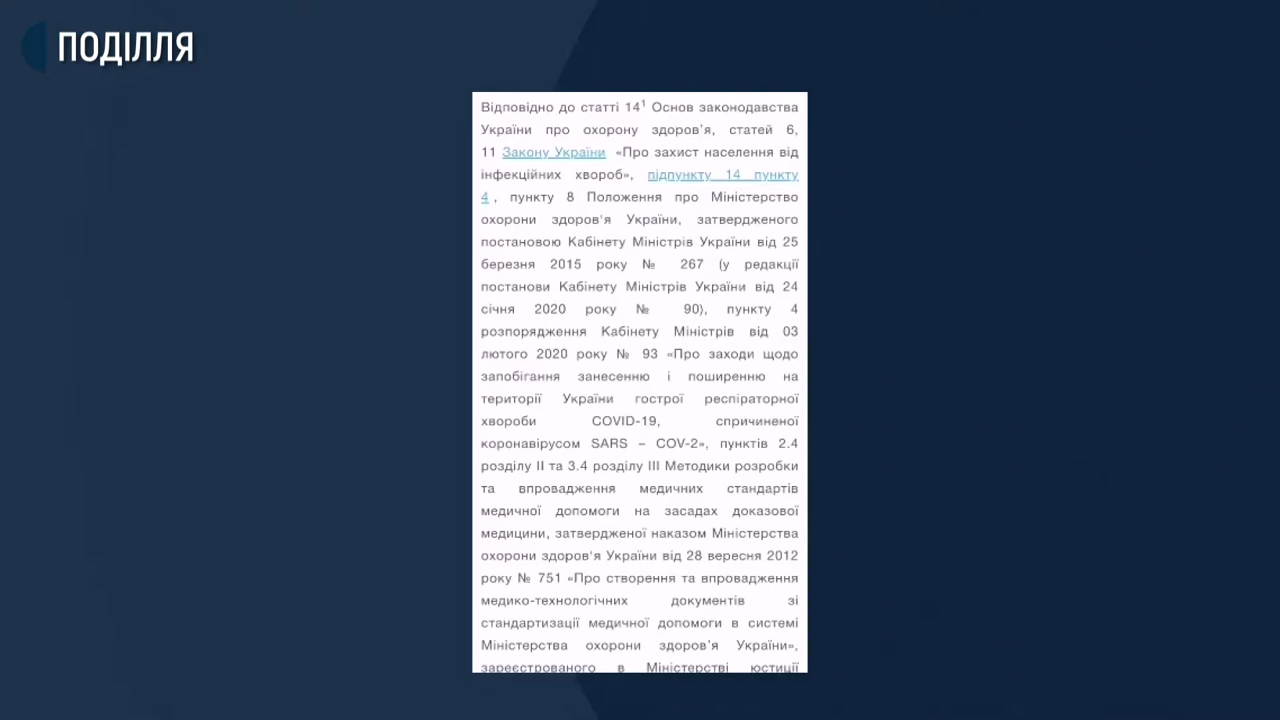 ПОДІЛЛЯ
Відповідно до статті 14¹ Основ законодавства
України про охорону здоров’я, статей 6,
11 Закону України «Про захист населення від
інфекційних хвороб», підпункту 14 пункту
4 , пункту 8 Положення про Міністерство
охорони здоров'я України, затвердженого
постановою Кабінету Міністрів України від 25
березня 2015 року № 267 (у редакції
постанови Кабінету Міністрів України від 24
січня 2020 року № 90), пункту 4
розпорядження Кабінету Міністрів від 03
лютого 2020 року № 93 «Про заходи щодо
запобігання занесенню і поширенню на
території України гострої респіраторної
хвороби COVID-19, спричиненої
коронавірусом SARS – COV-2», пунктів 2.4
розділу II та 3.4 розділу III Методики розробки
та впровадження медичних стандартів
медичної допомоги на засадах доказової
медицини, затвердженої наказом Міністерства
охорони здоров'я України від 28 вересня 2012
року № 751 «Про створення та впровадження
медико-технологічних документів зі
стандартизації медичної допомоги в системі
Міністерства охорони здоров’я України»,
зареєстрованого в Міністерстві юстиції